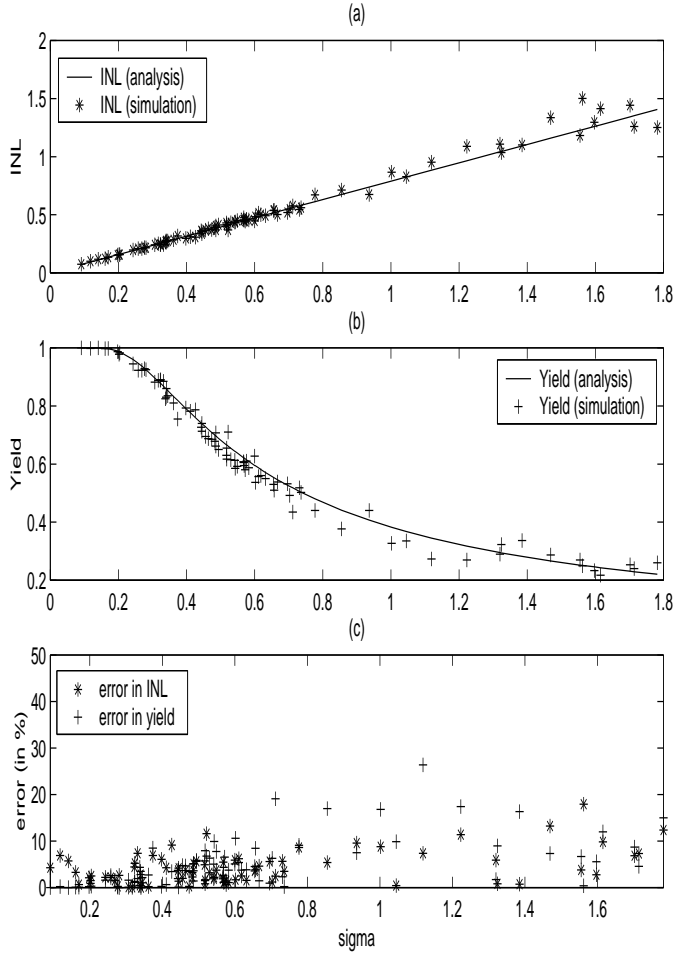 (a)
2
1.5
1
0.5
0
INL
INL (analysis)
INL (simulation)
0 0.2 0.4 0.6 0.8 1 1.2 1.4 1.6 1.8
(b)
1
0.8
0.6
0.4
0.2
Yield
Yield (analysis)
Yield (simulation)
0 0.2 0.4 0.6 0.8 1 1.2 1.4 1.6 1.8
(c)
50
40
30
20
10
0
error (in %)
error in INL
error in yield
0.2 0.4 0.6 0.8 1 1.2 1.4 1.6
sigma